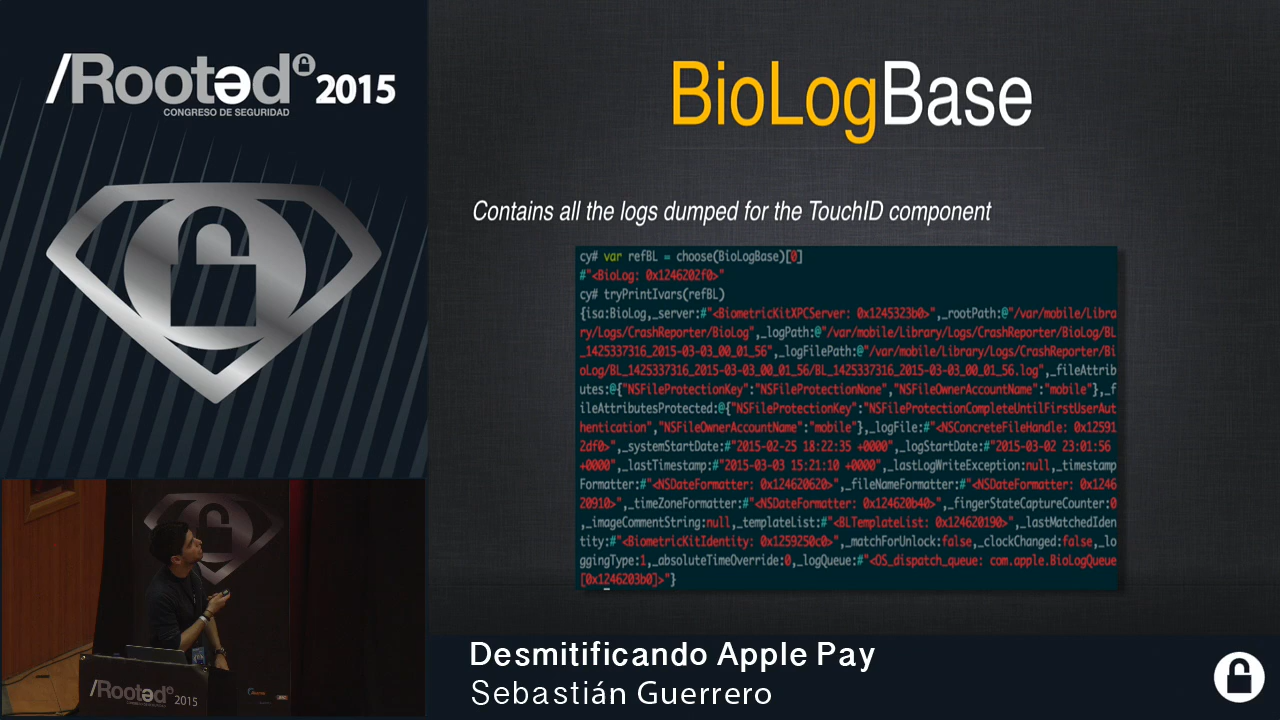 /Rootəd 2015
CONGRESO DE SEGURIDAD
BioLogBase
Contains all the logs dumped for the TouchID component
cy# var refBL = choose(BioLogBase)[0]
#"<BioLog: 0x1246202f0>"
cy# tryPrintIvars(refBL)
{isa:BioLog,_server:#"<BiometricKitXPCServer: 0x1245323b0>",_rootPath:@"/var/mobile/Libra
ry/Logs/CrashReporter/BioLog",_logPath:@"/var/mobile/Library/Logs/CrashReporter/BioLog/BL
_1425337316_2015-03-03_00_01_56",_logFilePath:@"/var/mobile/Library/Logs/CrashReporter/Bi
oLog/BL_1425337316_2015-03-03_00_01_56/BL_1425337316_2015-03-03_00_01_56.log",_fileAttrib
utes:@{"NSFileProtectionKey":"NSFileProtectionNone","NSFileOwnerAccountName":"mobile"},_f
ileAttributesProtected:@{"NSFileProtectionKey":"NSFileProtectionCompleteUntilFirstUserAut
hentication","NSFileOwnerAccountName":"mobile"},_logFile:#"<NSConcreteFileHandle: 0x12591
2df0>",_systemStartDate:#"2015-02-25 18:22:35 +0000",_logStartDate:#"2015-03-02 23:01:56
+0000",_lastTimestamp:#"2015-03-03 15:21:10 +0000",_lastLogWriteException:null,_timestamp
Formatter:#"<NSDateFormatter: 0x124620620>",_fileNameFormatter:#"<NSDateFormatter: 0x1246
20910>",_timeZoneFormatter:#"<NSDateFormatter: 0x124620b40>",_fingerStateCaptureCounter:0
,_imageCommentString:null,_templateList:#"<BLTemplateList: 0x124620190>",_lastMatchedIden
tity:#"<BiometricKitIdentity: 0x1259250c0>",_matchForUnlock:false,_clockChanged:false,_lo
ggingType:1,_absoluteTimeOverride:0,_logQueue:#"<OS_dispatch_queue: com.apple.BioLogQueue
[0x1246203b0]>"}
/Rootəd 2015
Desmitificando Apple Pay
Sebastián Guerrero